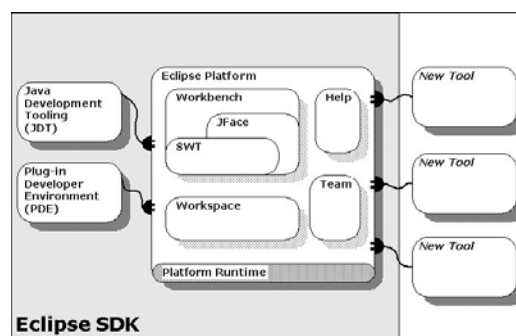 Eclipse Platform
Java
Development
Tooling
(JDT)
Workbench
Help
JFace
SWT
Plug-in
Developer
Environment
(PDE)
Team
Workspace
Platform Runtime
New Tool
New Tool
New Tool
Eclipse SDK